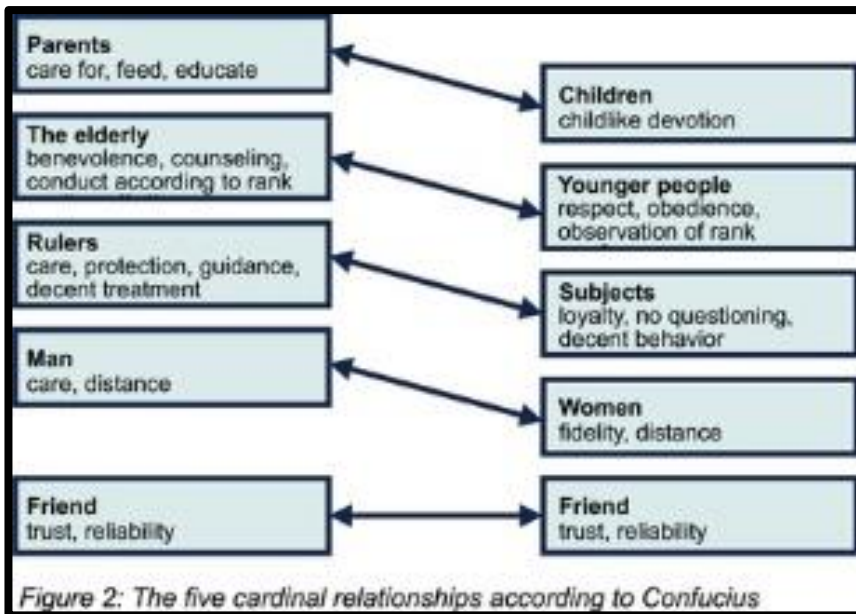 Parents
care for, feed, educate
Children
childlike devotion
The elderly
benevolence, counseling,
conduct according to rank
Younger people
respect, obedience,
observation of rank
Rulers
care, protection, guidance,
decent treatment
Subjects
loyalty, no questioning,
decent behavior
Man
care, distance
Women
fidelity, distance
Friend
trust, reliability
Friend
trust, reliability
Figure 2: The five cardinal relationships according to Confucius